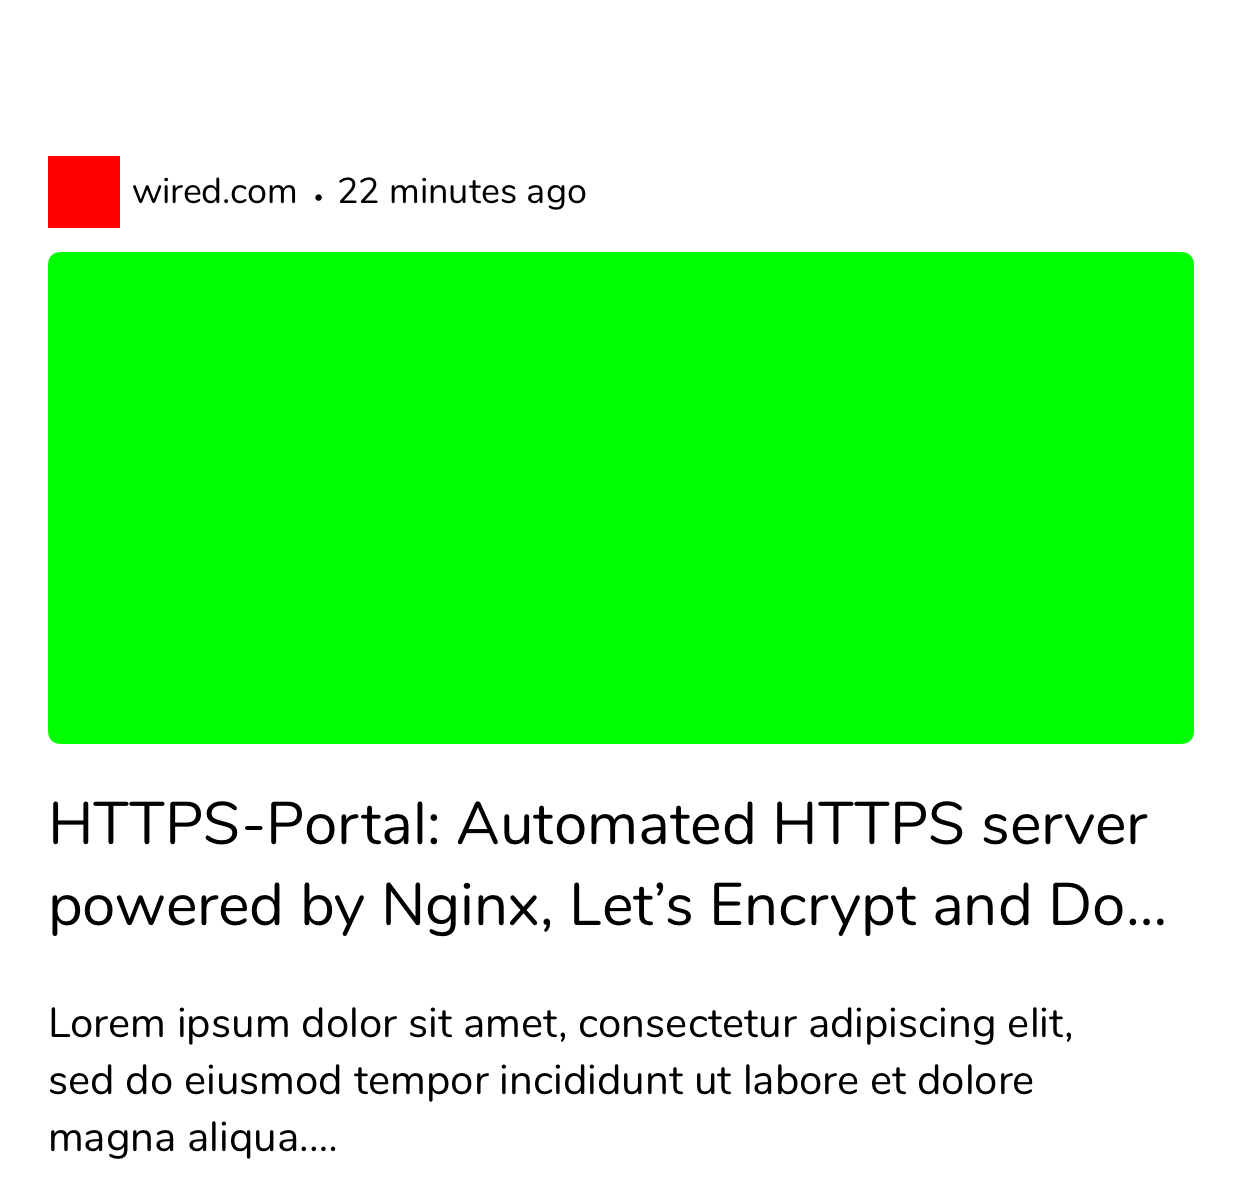 wired.com • 22 minutes ago
HTTPS-Portal: Automated HTTPS server
powered by Nginx, Let’s Encrypt and Do...
Lorem ipsum dolor sit amet, consectetur adipiscing elit,
sed do eiusmod tempor incididunt ut labore et dolore
magna aliqua....